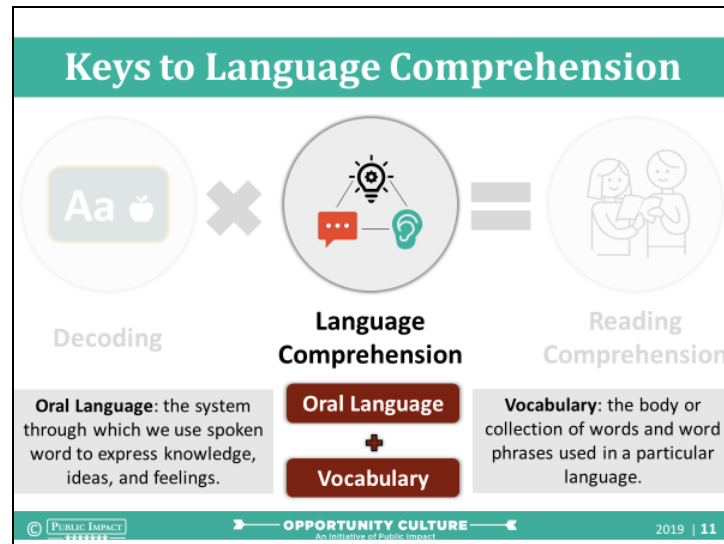 Keys to Language Comprehension
Aa
Decoding
Language
Comprehension
Reading
Comprehension
Oral Language: the system
through which we use spoken
word to express knowledge,
ideas, and feelings.
Oral Language
+
Vocabulary
Vocabulary: the body or
collection of words and word
phrases used in a particular
language.
© PUBLIC IMPACT
OPPORTUNITY CULTURE
An Initiative of Public Impact
2019 | 11